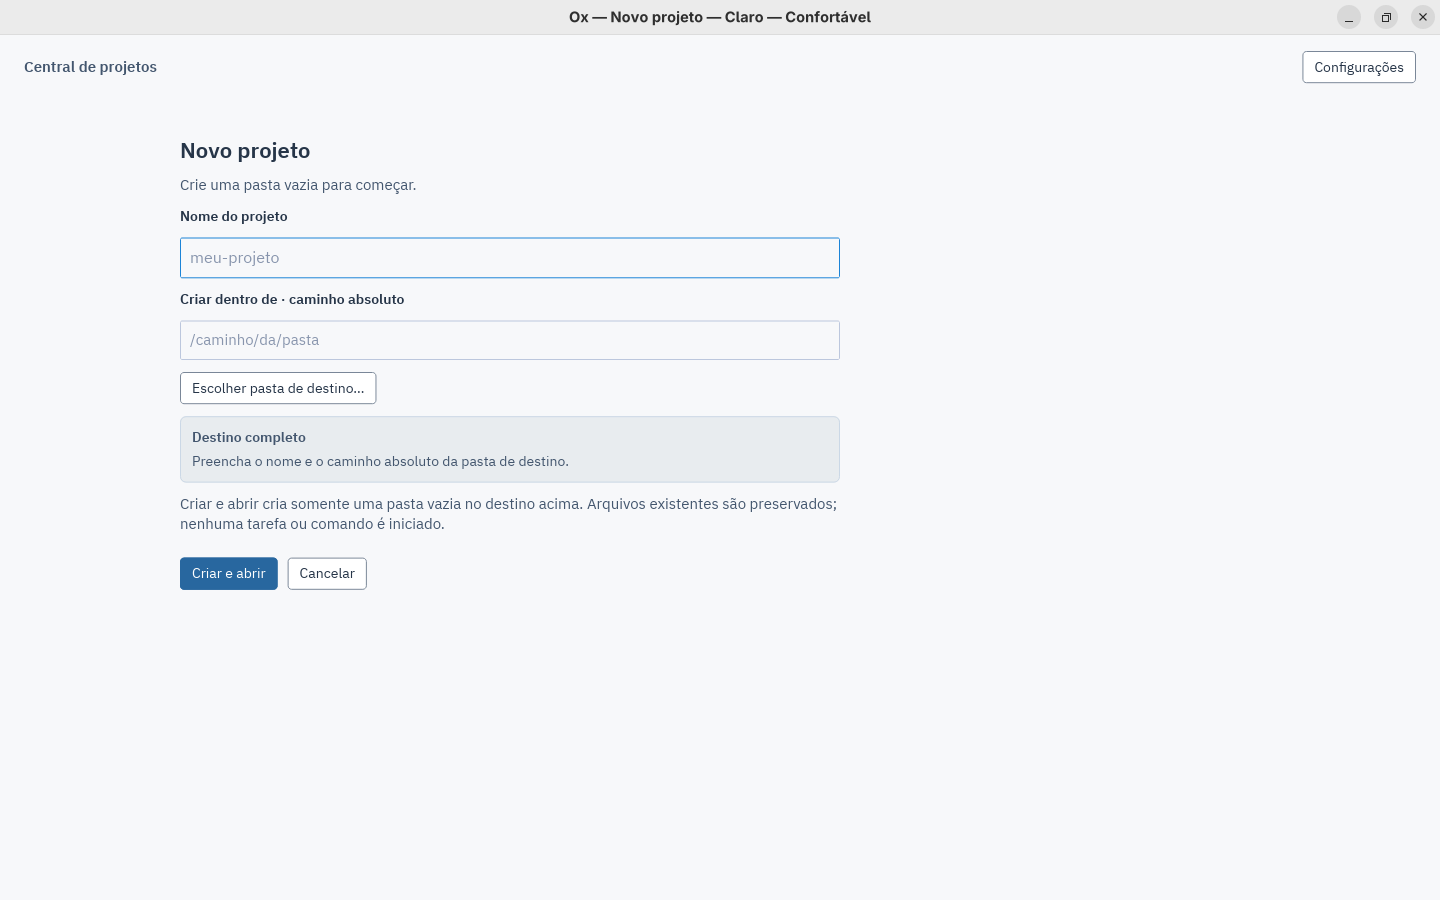 Ox — Novo projeto — Claro — Confortável
Central de projetos
Configurações
Novo projeto
Crie uma pasta vazia para começar.
Nome do projeto
meu-projeto
Criar dentro de · caminho absoluto
/caminho/da/pasta
Escolher pasta de destino…
Destino completo
Preencha o nome e o caminho absoluto da pasta de destino.
Criar e abrir cria somente uma pasta vazia no destino acima. Arquivos existentes são preservados;
nenhuma tarefa ou comando é iniciado.
Criar e abrir
Cancelar